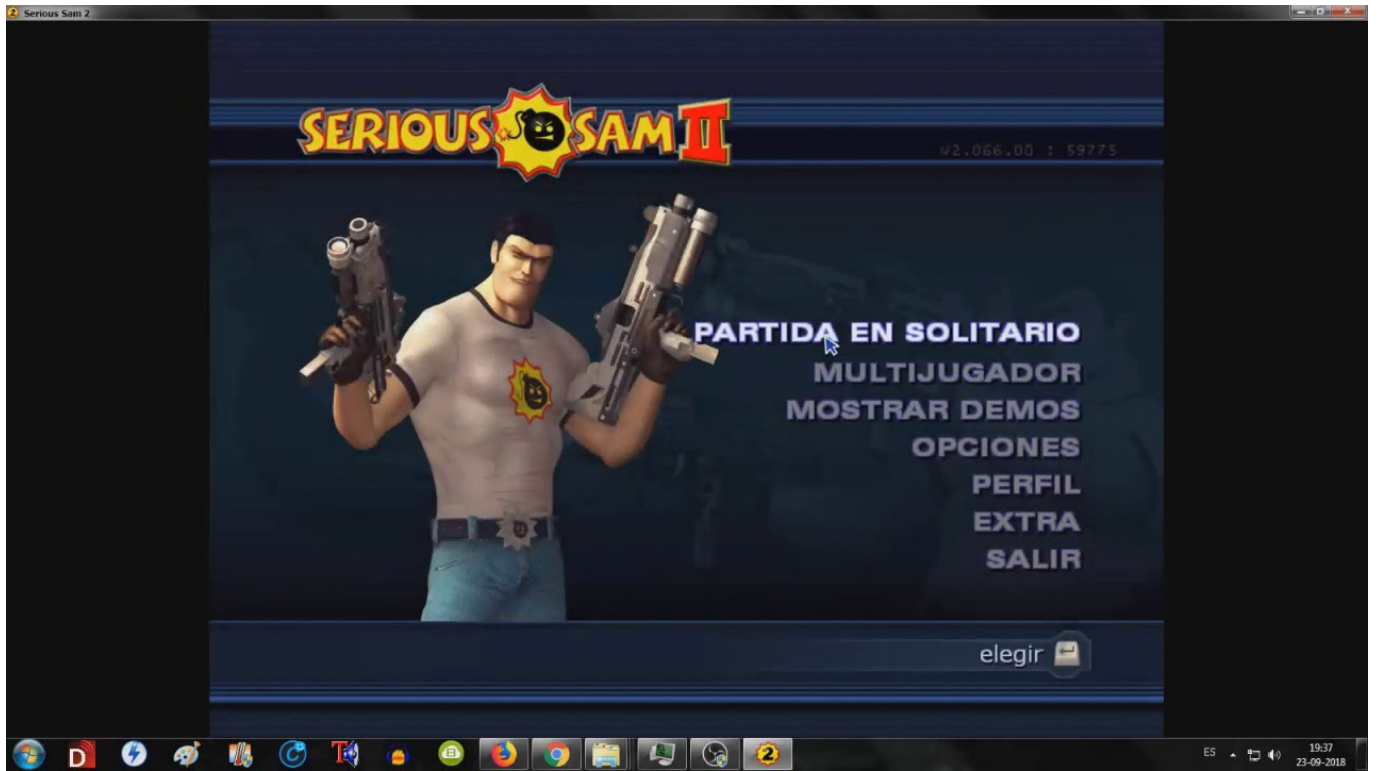 Serious Sam 2
SERIOUS SAM II
v2.066.00 : 59775
PARTIDA EN SOLITARIO
MULTIJUGADOR
MOSTRAR DEMOS
OPCIONES
PERFIL
EXTRA
SALIR
elegir
ES
19:37
23-09-2018